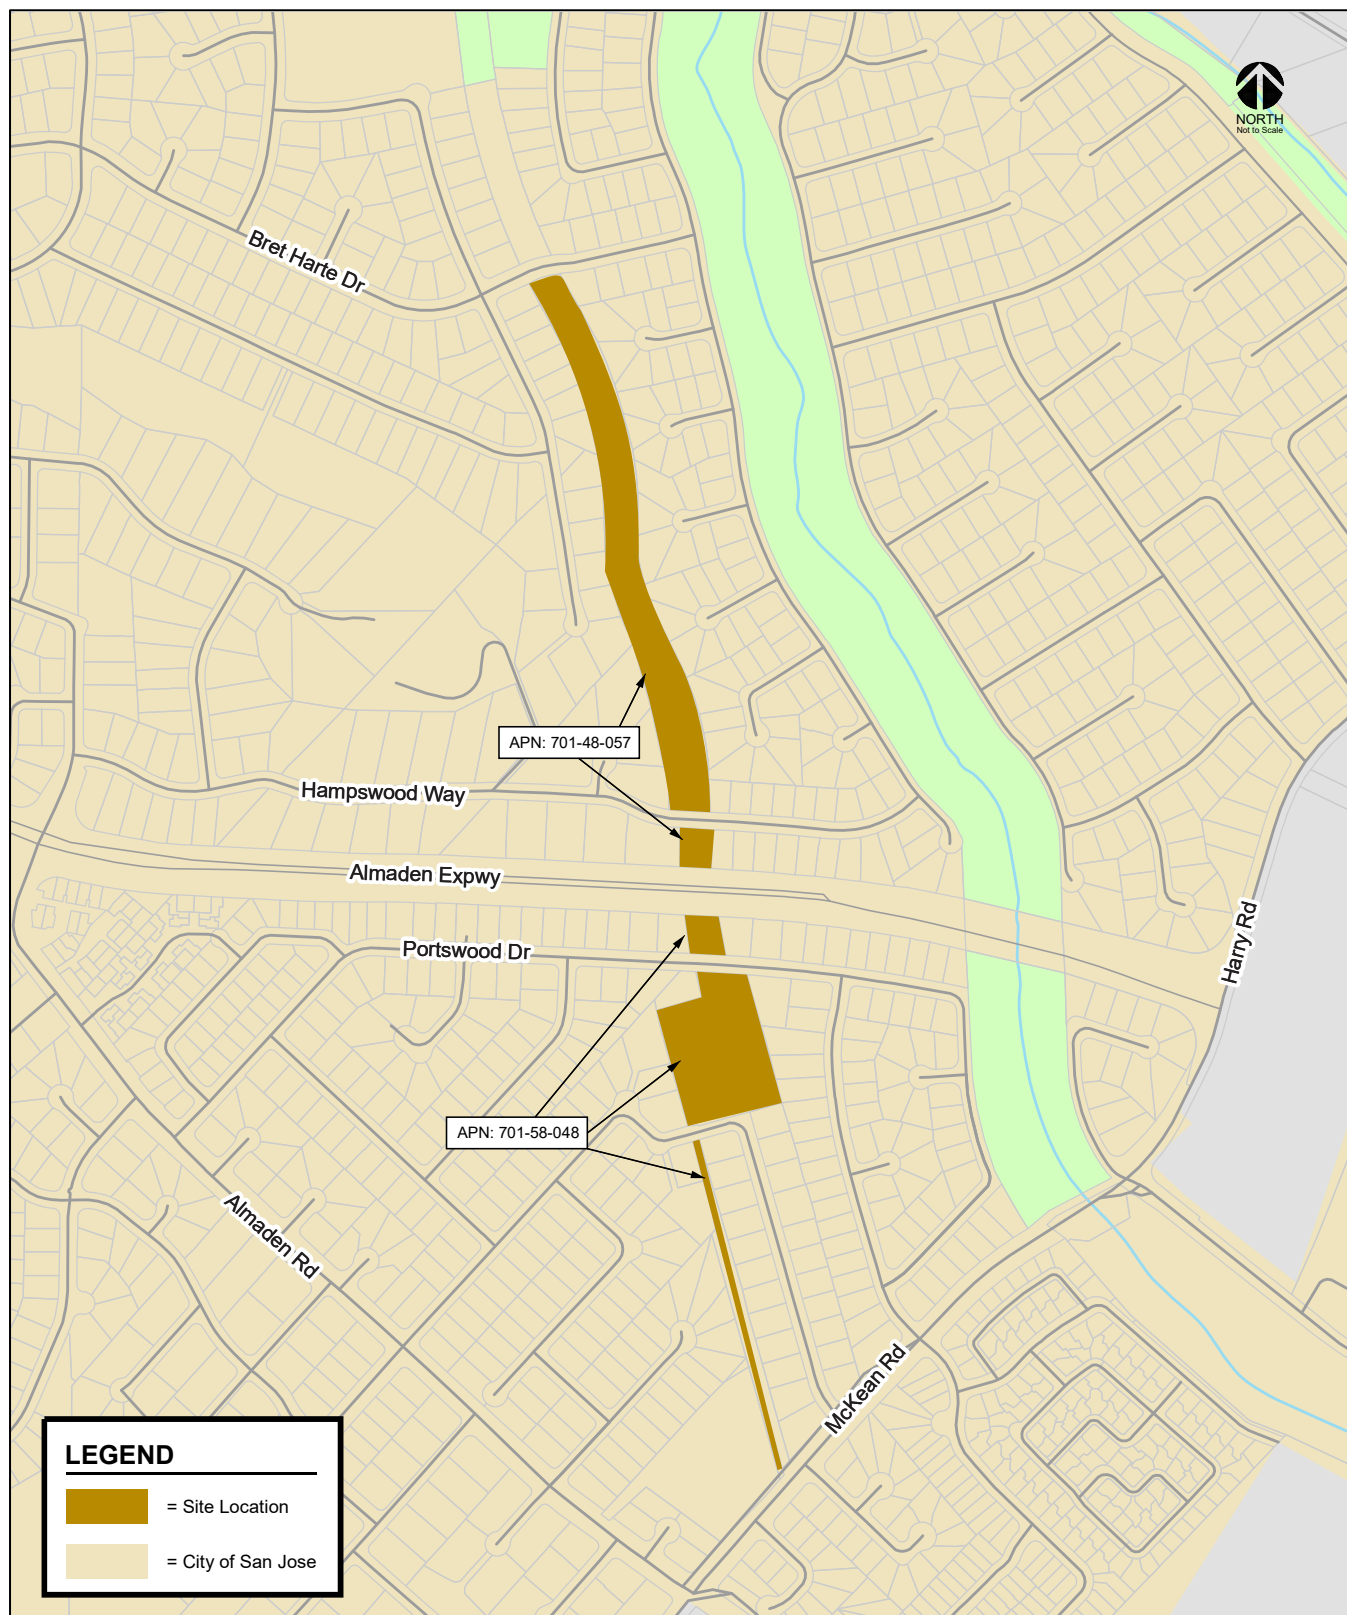 NORTH
Not to Scale
Bret Harte Dr
APN: 701-48-057
Hampswood Way
Almaden Expwy
Portswood Dr
Harry Rd
APN: 701-58-048
Almaden Rd
McKean Rd
LEGEND
= Site Location
= City of San Jose